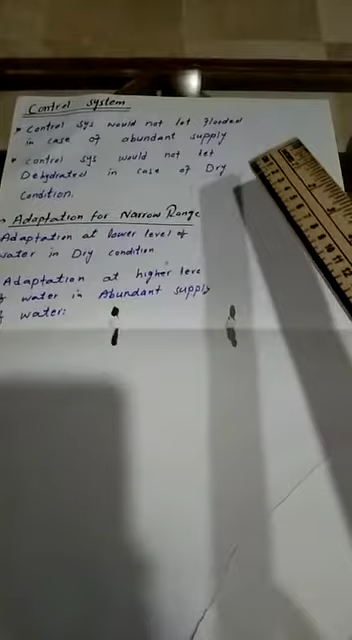 Control System
* Control sys would not let flooded
in case of abundant supply
* control sys would not let
Dehydrated in case of Dry
Condition.
Adaptation for Narrow Range
Adaptation at lower level of
water in Dry condition
Adaptation at higher leve
of water in Abundant supply
of water: